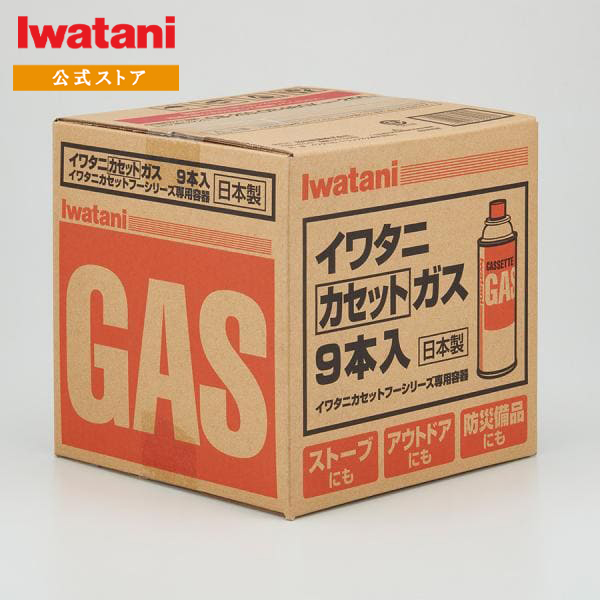 Iwatani
公式ストア
イワタニカセットガス 9本入
イワタニカセットフーシリーズ専用容器
日本製
Iwatani
GAS
Iwatani
イワタニ
カセットガス
9本入 日本製
イワタニカセットフーシリーズ専用容器
CASSETTE
GAS
Iwatani
ストーブ
にも
アウトドア
にも
防災備品
にも